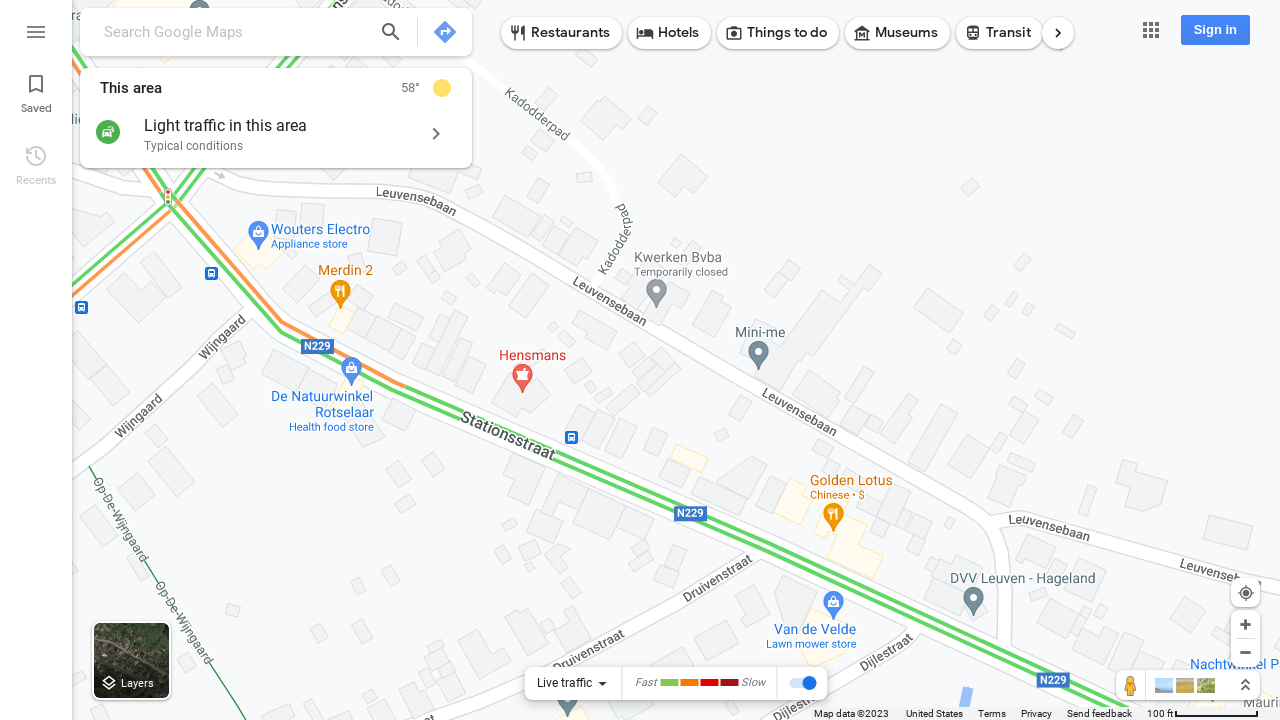 Search Google Maps
Restaurants
Hotels
Things to do
Museums
Transit
Sign in
Saved
Recents
This area
58°
Light traffic in this area
Typical conditions
Kadodderpad
Kadodderpad
Leuvensebaan
Wouters Electro
Appliance store
Merdin 2
Kwerken Bvba
Temporarily closed
Leuvensebaan
Mini-me
Wijngaard
N229
Hensmans
De Natuurwinkel
Rotselaar
Health food store
Leuvensebaan
Wijngaard
Stationsstraat
Golden Lotus
Chinese • $
N229
Op-De-Wijngaard
Leuvensebaan
Druivenstraat
DVV Leuven - Hageland
Op-De-Wijngaard
Van de Velde
Lawn mower store
Druivenstraat
Dijlestraat
N229
Layers
Live traffic
Fast
Slow
Map data ©2023
United States
Terms
Privacy
Send feedback
100 ft